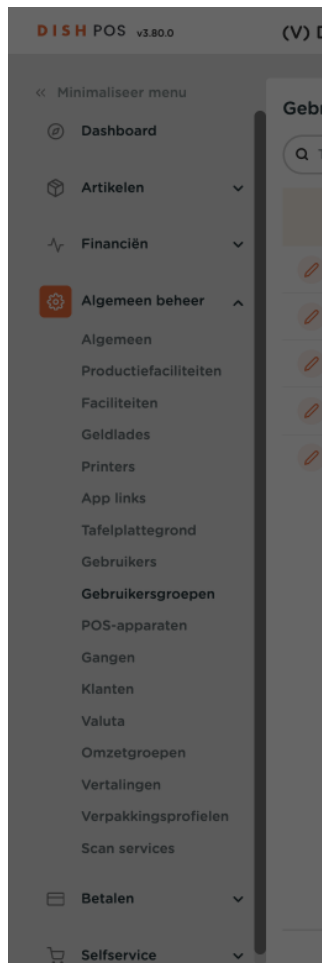 DISH POS v3.80.0
(V) D
« Minimaliseer menu
Gebr
Dashboard
Artikelen
Financiën
Algemeen beheer
Algemeen
Productiefaciliteiten
Faciliteiten
Geldlades
Printers
App links
Tafelplattegrond
Gebruikers
Gebruikersgroepen
POS-apparaten
Gangen
Klanten
Valuta
Omzetgroepen
Vertalingen
Verpakkingsprofielen
Scan services
Betalen
Selfservice